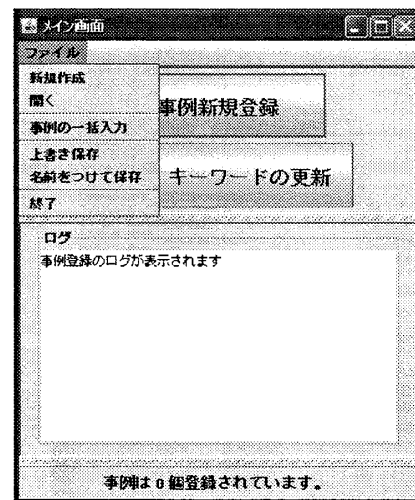 メイン画面
ファイル
新規作成
開く
事例の一括入力
上書き保存
名前をつけて保存
終了
事例新規登録
キーワードの更新
ログ
事例登録のログが表示されます
事例は0個登録されています。